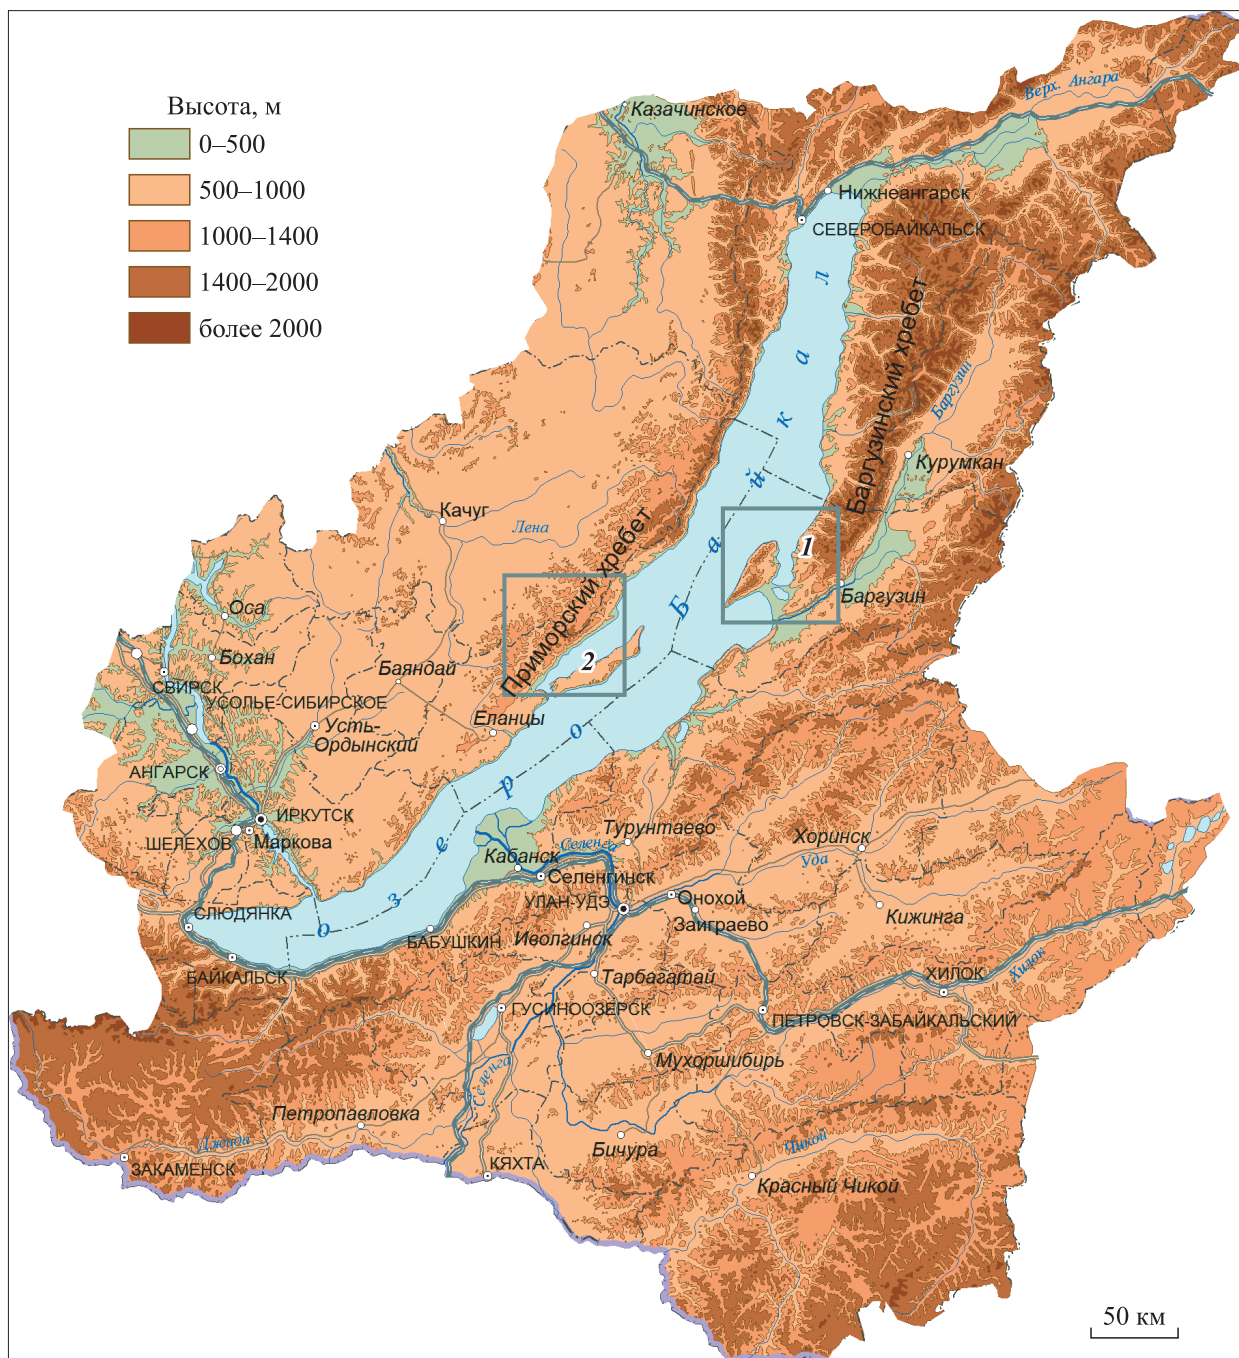 Высота, м
0–500
500–1000
1000–1400
1400–2000
более 2000
Казачинское
Верх. Ангара
Нижнеангарск
СЕВЕРОБАЙКАЛЬСК
Баргузинский хребет
Баргузин
Курумкан
Качуг
Лена
Приморский хребет
1
Баргузин
2
оз е р о Б а й к а л
Оса
Бохан
Баяндай
СВИРСК
УСОЛЬЕ-СИБИРСКОЕ
Усть-
Ордынский
Еланцы
АНГАРСК
ИРКУТСК
ШЕЛЕХОВ
Маркова
Турунтаево
Хоринск
Уда
Кабанск
Селенга
Селенгинск
УЛАН-УДЭ
Онохой
Заиграево
Кижинга
СЛЮДЯНКА
БАБУШКИН
Иволгинск
БАЙКАЛЬСК
Тарбагатай
ХИЛОК
Хилок
ГУСИНООЗЕРСК
ПЕТРОВСК-ЗАБАЙКАЛЬСКИЙ
Мухоршибирь
Селенга
Петропавловка
Джида
ЗАКАМЕНСК
КЯХТА
Бичура
Чикой
Красный Чикой
50 км